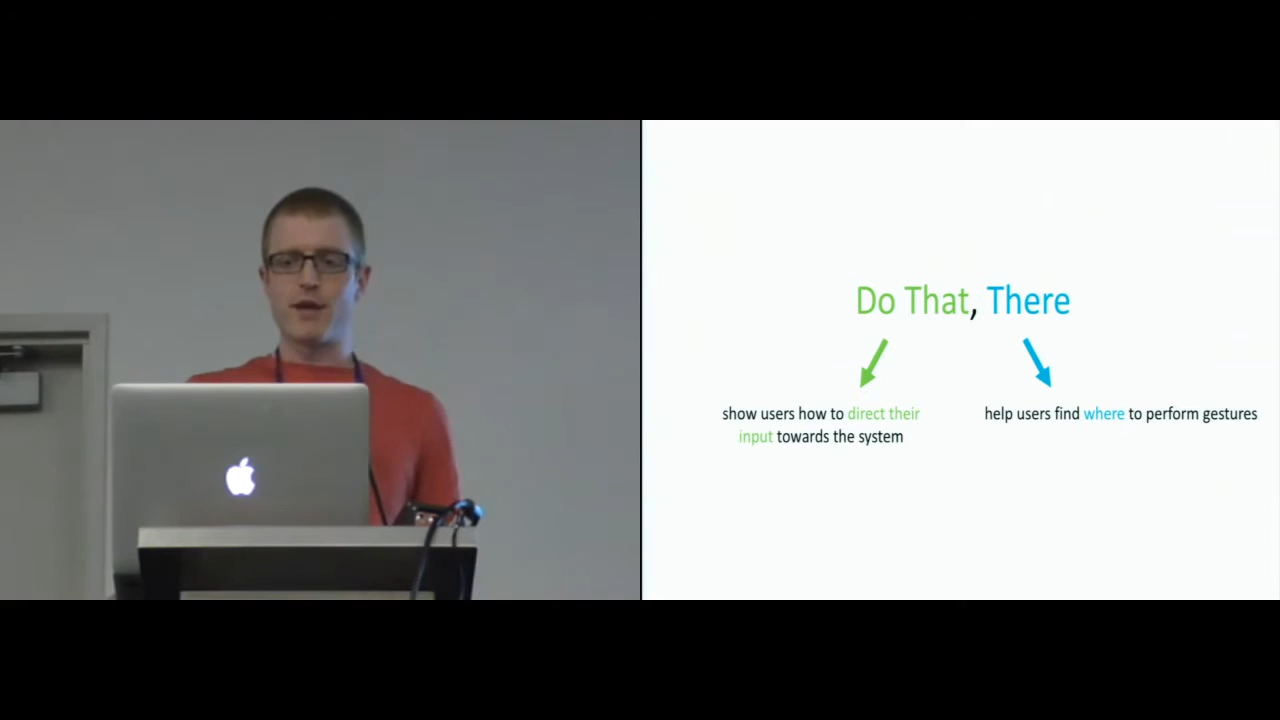 Do That, There
show users how to direct their
input towards the system
help users find where to perform gestures